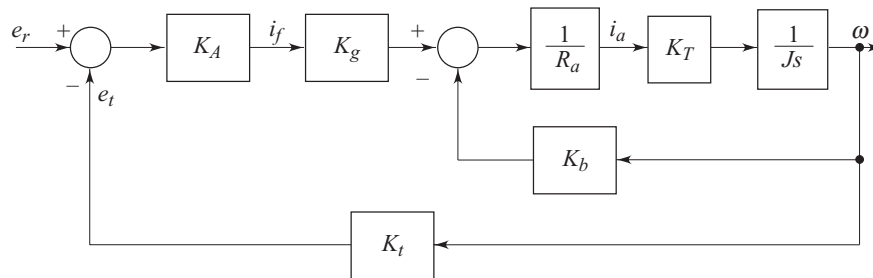 e_r + K_A i_f K_g + 1/R_a i_a K_T 1/Js ω
− e_t −
K_b
K_t